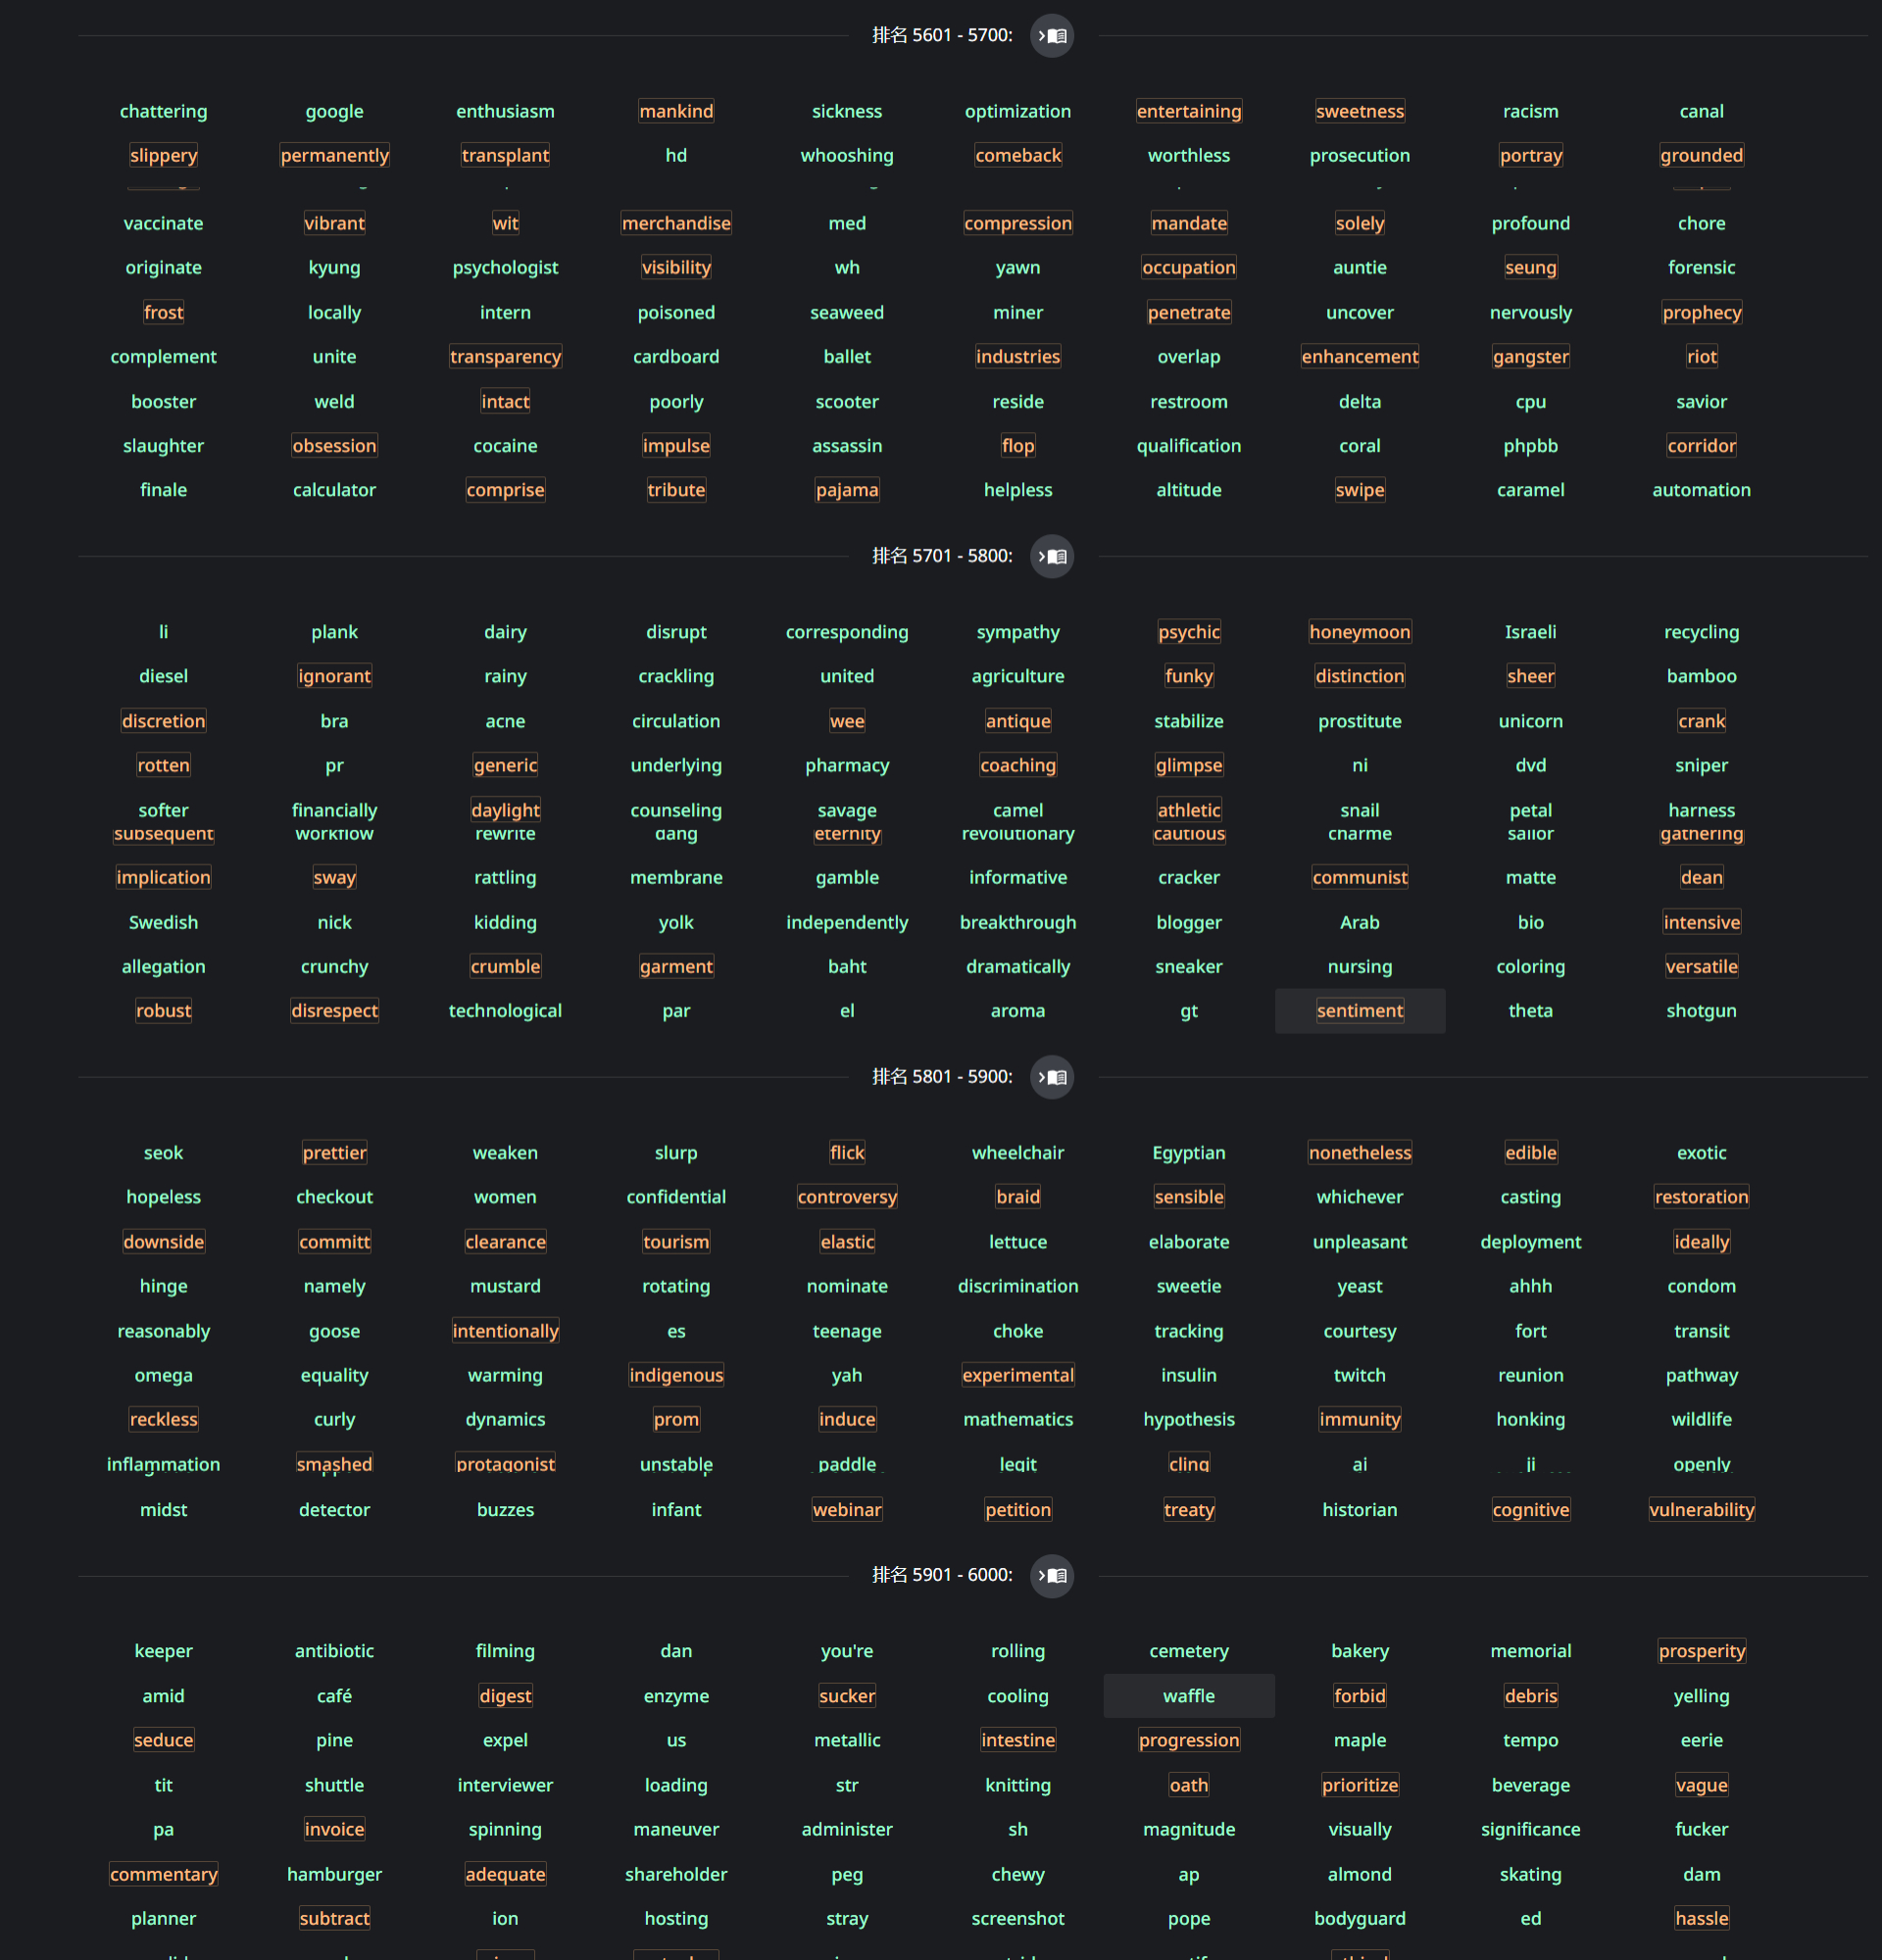 排名 5601 - 5700:
chattering google enthusiasm mankind sickness optimization entertaining sweetness racism canal
slippery permanently transplant hd whooshing comeback worthless prosecution portray grounded
vaccinate vibrant wit merchandise med compression mandate solely profound chore
originate kyung psychologist visibility wh yawn occupation auntie seung forensic
frost locally intern poisoned seaweed miner penetrate uncover nervously prophecy
complement unite transparency cardboard ballet industries overlap enhancement gangster riot
booster weld intact poorly scooter reside restroom delta cpu savior
slaughter obsession cocaine impulse assassin flop qualification coral phpbb corridor
finale calculator comprise tribute pajama helpless altitude swipe caramel automation
排名 5701 - 5800:
li plank dairy disrupt corresponding sympathy psychic honeymoon Israeli recycling
diesel ignorant rainy crackling united agriculture funky distinction sheer bamboo
discretion bra acne circulation wee antique stabilize prostitute unicorn crank
rotten pr generic underlying pharmacy coaching glimpse ni dvd sniper
softer financially daylight counseling savage camel athletic snail petal harness
subsequent workflow rewrite gang eternity revolutionary cautious charme sailor gathering
implication sway rattling membrane gamble informative cracker communist matte dean
Swedish nick kidding yolk independently breakthrough blogger Arab bio intensive
allegation crunchy crumble garment baht dramatically sneaker nursing coloring versatile
robust disrespect technological par el aroma gt sentiment theta shotgun
排名 5801 - 5900:
seok prettier weaken slurp flick wheelchair Egyptian nonetheless edible exotic
hopeless checkout women confidential controversy braid sensible whichever casting restoration
downside committ clearance tourism elastic lettuce elaborate unpleasant deployment ideally
hinge namely mustard rotating nominate discrimination sweetie yeast ahhh condom
reasonably goose intentionally es teenage choke tracking courtesy fort transit
omega equality warming indigenous yah experimental insulin twitch reunion pathway
reckless curly dynamics prom induce mathematics hypothesis immunity honking wildlife
inflammation smashed protagonist unstable paddle legit cling ai ji openly
midst detector buzzes infant webinar petition treaty historian cognitive vulnerability
排名 5901 - 6000:
keeper antibiotic filming dan you're rolling cemetery bakery memorial prosperity
amid café digest enzyme sucker cooling waffle forbid debris yelling
seduce pine expel us metallic intestine progression maple tempo eerie
tit shuttle interviewer loading str knitting oath prioritize beverage vague
pa invoice spinning maneuver administer sh magnitude visually significance fucker
commentary hamburger adequate shareholder peg chewy ap almond skating dam
planner subtract ion hosting stray screenshot pope bodyguard ed hassle